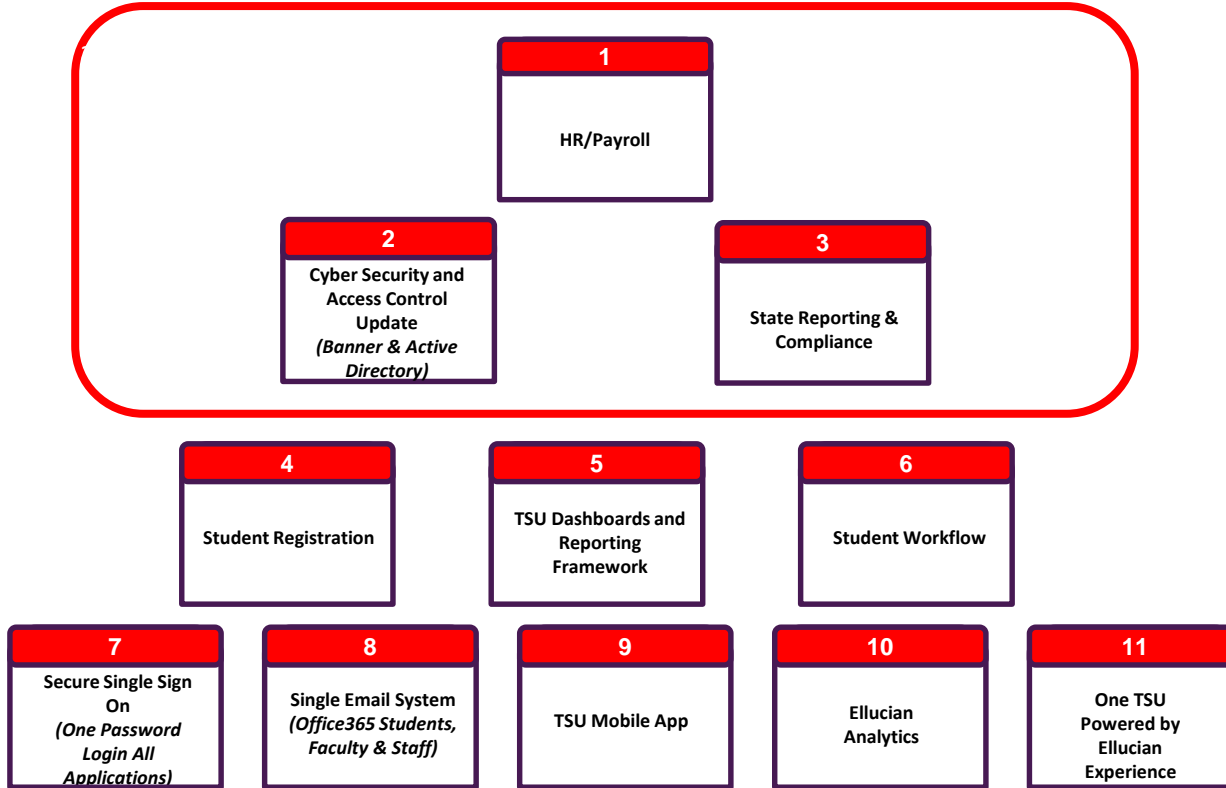 1
HR/Payroll
2
Cyber Security and
Access Control
Update
(Banner & Active
Directory)
3
State Reporting &
Compliance
4
Student Registration
5
TSU Dashboards and
Reporting
Framework
6
Student Workflow
7
Secure Single Sign
On
(One Password
Login All
Applications)
8
Single Email System
(Office365 Students,
Faculty & Staff)
9
TSU Mobile App
10
Ellucian
Analytics
11
One TSU
Powered by
Ellucian
Experience